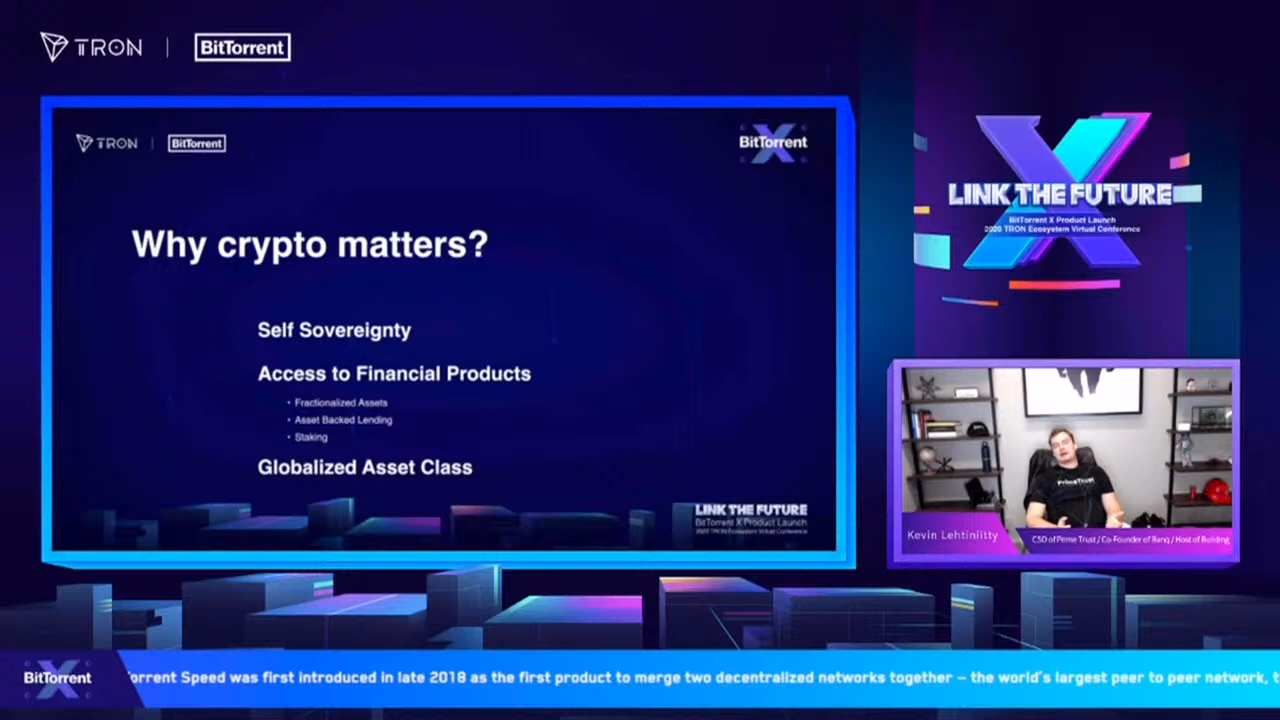 TRON
BitTorrent
TRON
BitTorrent
BitTorrent
Why crypto matters?
Self Sovereignty
Access to Financial Products
• Fractionalized Assets
• Asset Backed Lending
• Staking
Globalized Asset Class
LINK THE FUTURE
BitTorrent X Product Launch
2020 TRON Ecosystem Virtual Conference
LINK THE FUTURE
BitTorrent X Product Launch
2020 TRON Ecosystem Virtual Conference
PrimeTrust
Kevin Lehtiniitty
CSO of Prime Trust / Co-Founder of Banq / Host of Building
BitTorrent
Torrent Speed was first introduced in late 2018 as the first product to merge two decentralized networks together – the world's largest peer to peer network, t